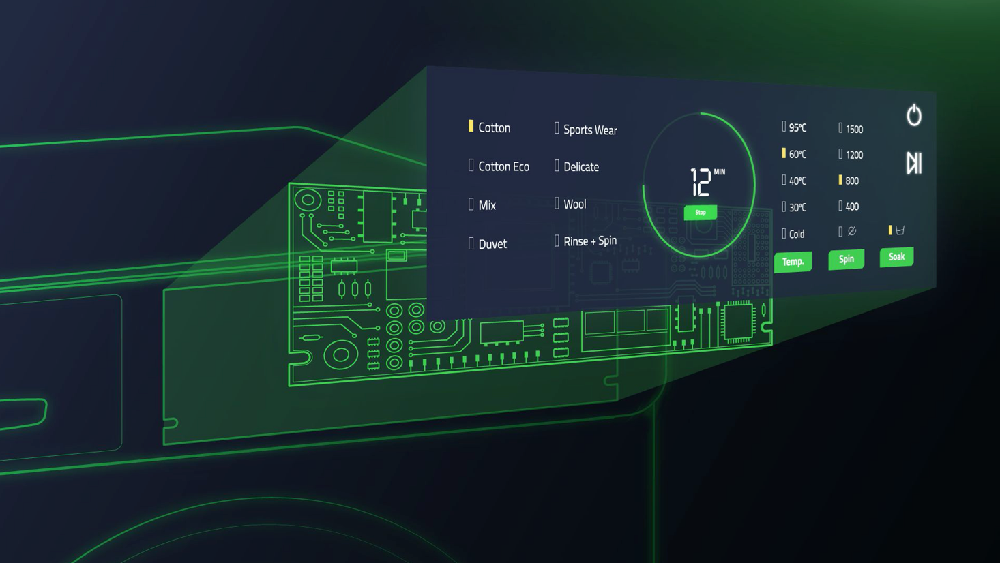 Cotton
Cotton Eco
Mix
Duvet
Sports Wear
Delicate
Wool
Rinse + Spin
12 MIN
Stop
95°C
60°C
40°C
30°C
Cold
Temp.
1500
1200
800
400
Spin
Soak